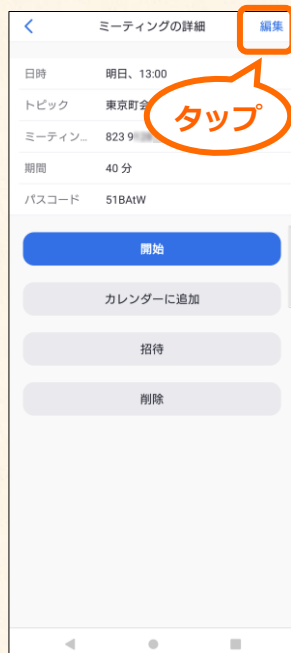 ミーティングの詳細 編集
日時 明日、13:00
トピック 東京町会
タップ
ミーティン... 823 9
期間 40 分
パスコード 51BAtW
開始
カレンダーに追加
招待
削除